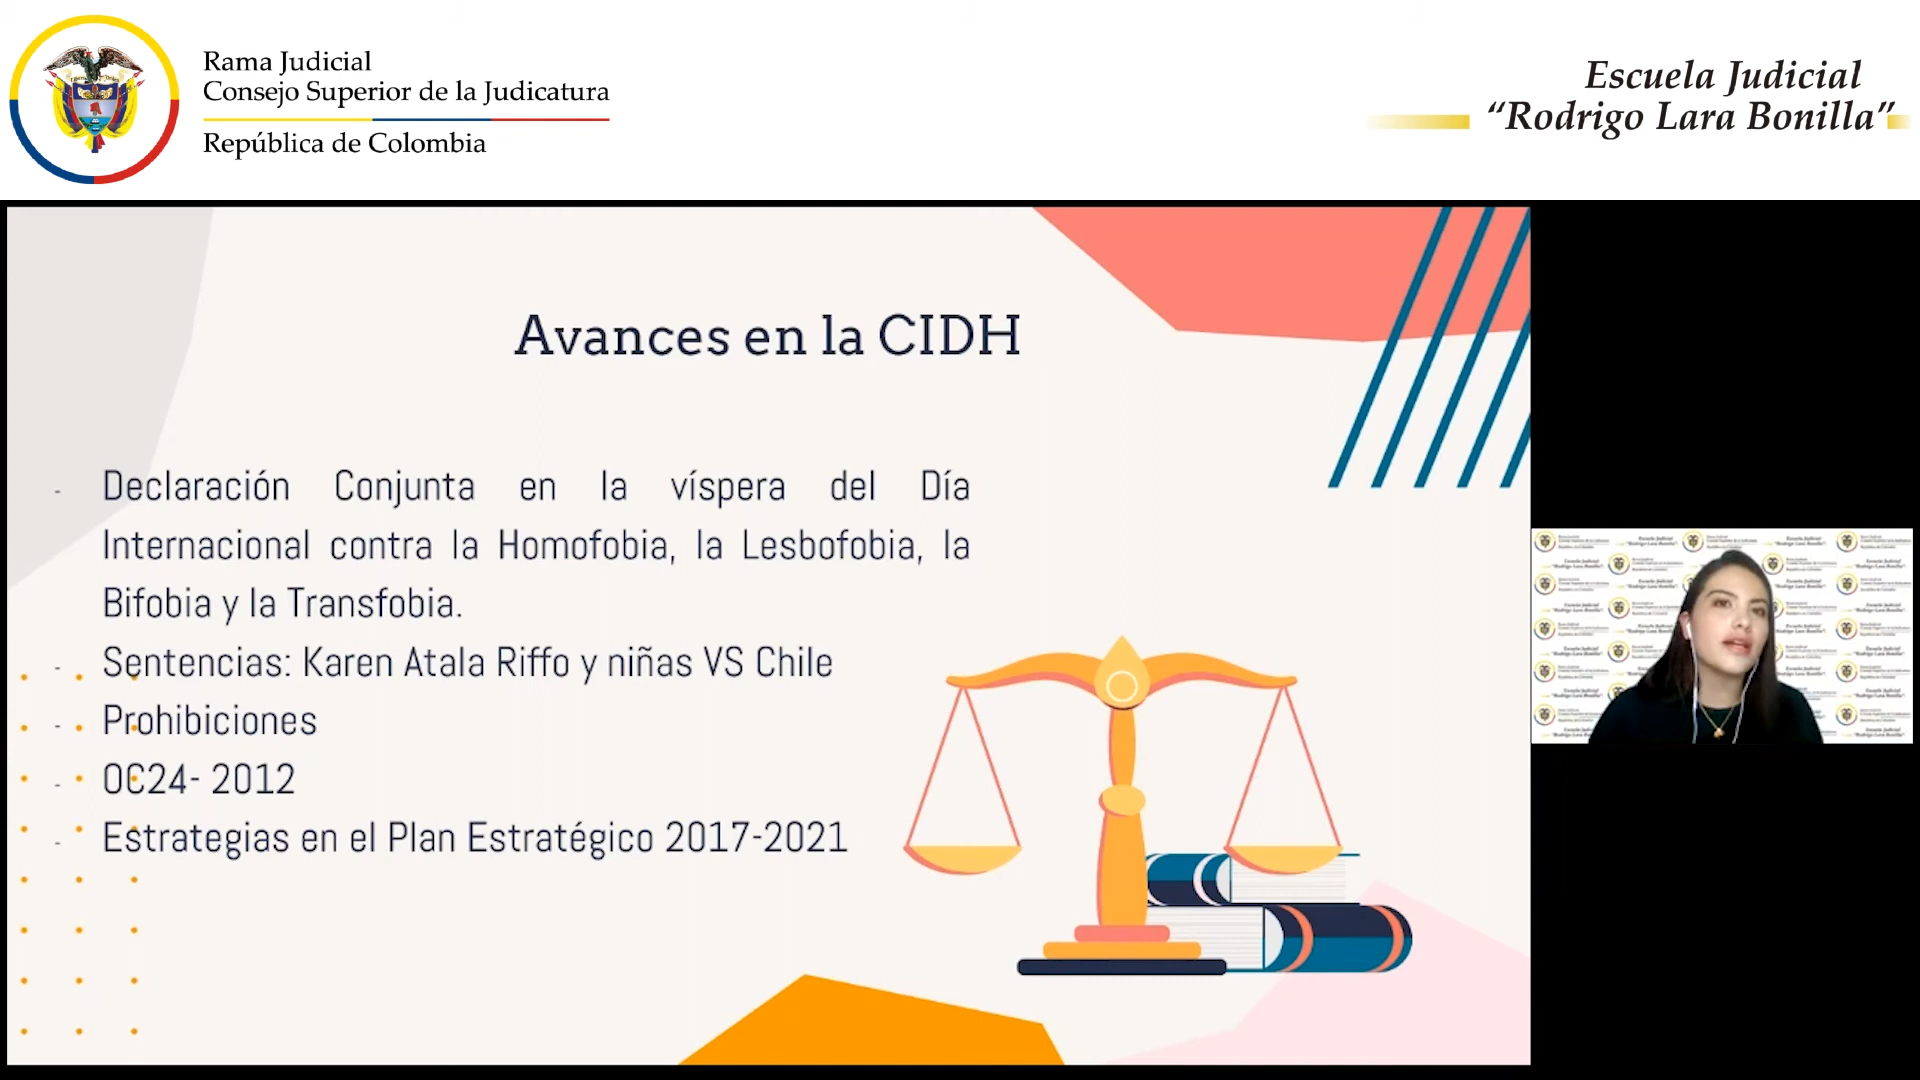 Rama Judicial
Consejo Superior de la Judicatura
República de Colombia
Escuela Judicial
“Rodrigo Lara Bonilla”
Avances en la CIDH
- Declaración Conjunta en la víspera del Día
Internacional contra la Homofobia, la Lesbofobia, la
Bifobia y la Transfobia.
- Sentencias: Karen Atala Riffo y niñas VS Chile
- Prohibiciones
- OC24- 2012
- Estrategias en el Plan Estratégico 2017-2021